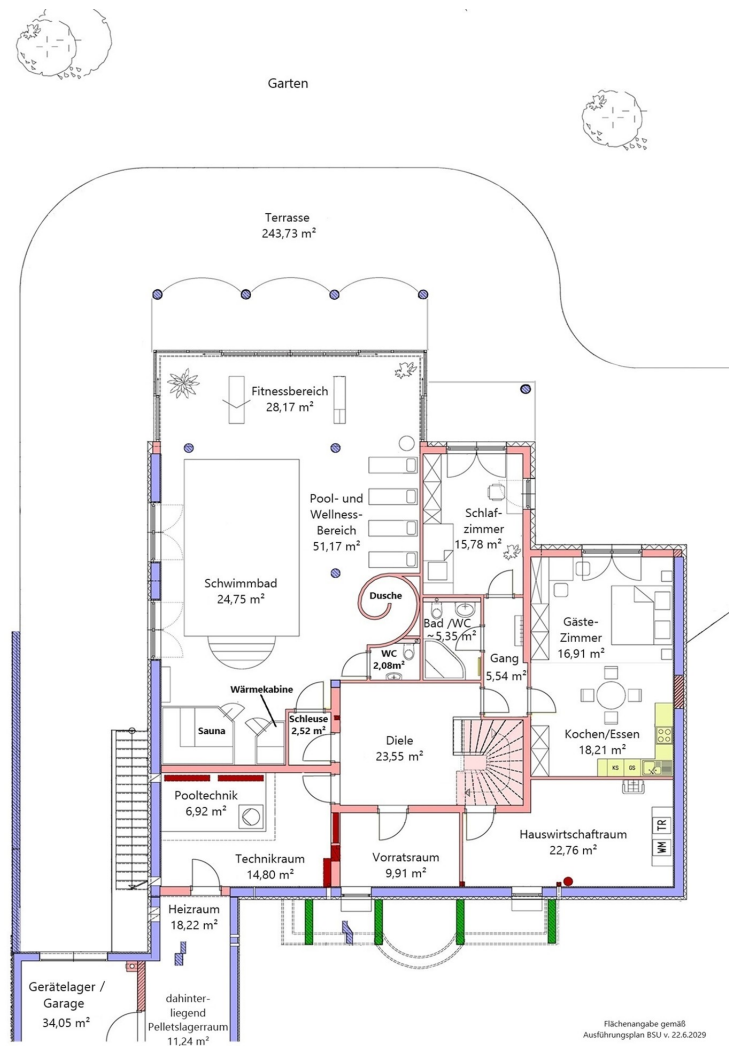 Garten
Terrasse
243,73 m²
Fitnessbereich
28,17 m²
Pool- und
Wellness-
Bereich
51,17 m²
Schlaf-
zimmer
15,78 m²
Schwimmbad
24,75 m²
Dusche
Bad /WC
~5,35 m²
Gäste-
Zimmer
16,91 m²
WC
2,08m²
Gang
5,54 m²
Wärmekabine
Sauna
Schleuse
2,52 m²
Diele
23,55 m²
Kochen/Essen
18,21 m²
KS
GS
Pooltechnik
6,92 m²
Hauswirtschaftraum
22,76 m²
WM
TR
Technikraum
14,80 m²
Vorratsraum
9,91 m²
Heizraum
18,22 m²
Gerätelager /
Garage
34,05 m²
dahinter-
liegend
Pelletslagerraum
11,24 m²
Flächenangabe gemäß
Ausführungsplan BSU v. 22.6.2029